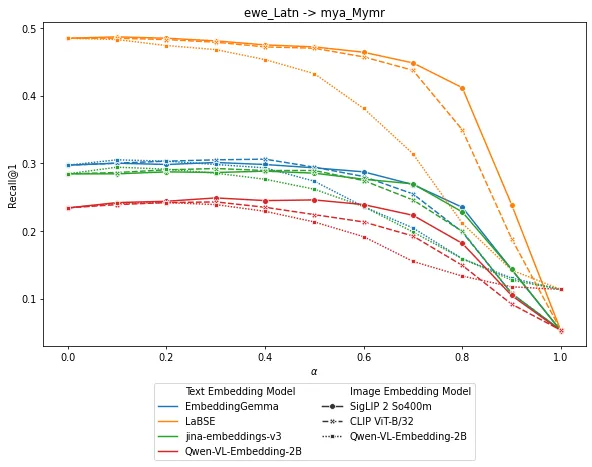 ewe_Latn -> mya_Mymr
Recall@1
0.5
0.4
0.3
0.2
0.1
0.0 0.2 0.4 0.6 0.8 1.0
α
Text Embedding Model Image Embedding Model
EmbeddingGemma SigLIP 2 So400m
LaBSE CLIP ViT-B/32
jina-embeddings-v3 Qwen-VL-Embedding-2B
Qwen-VL-Embedding-2B